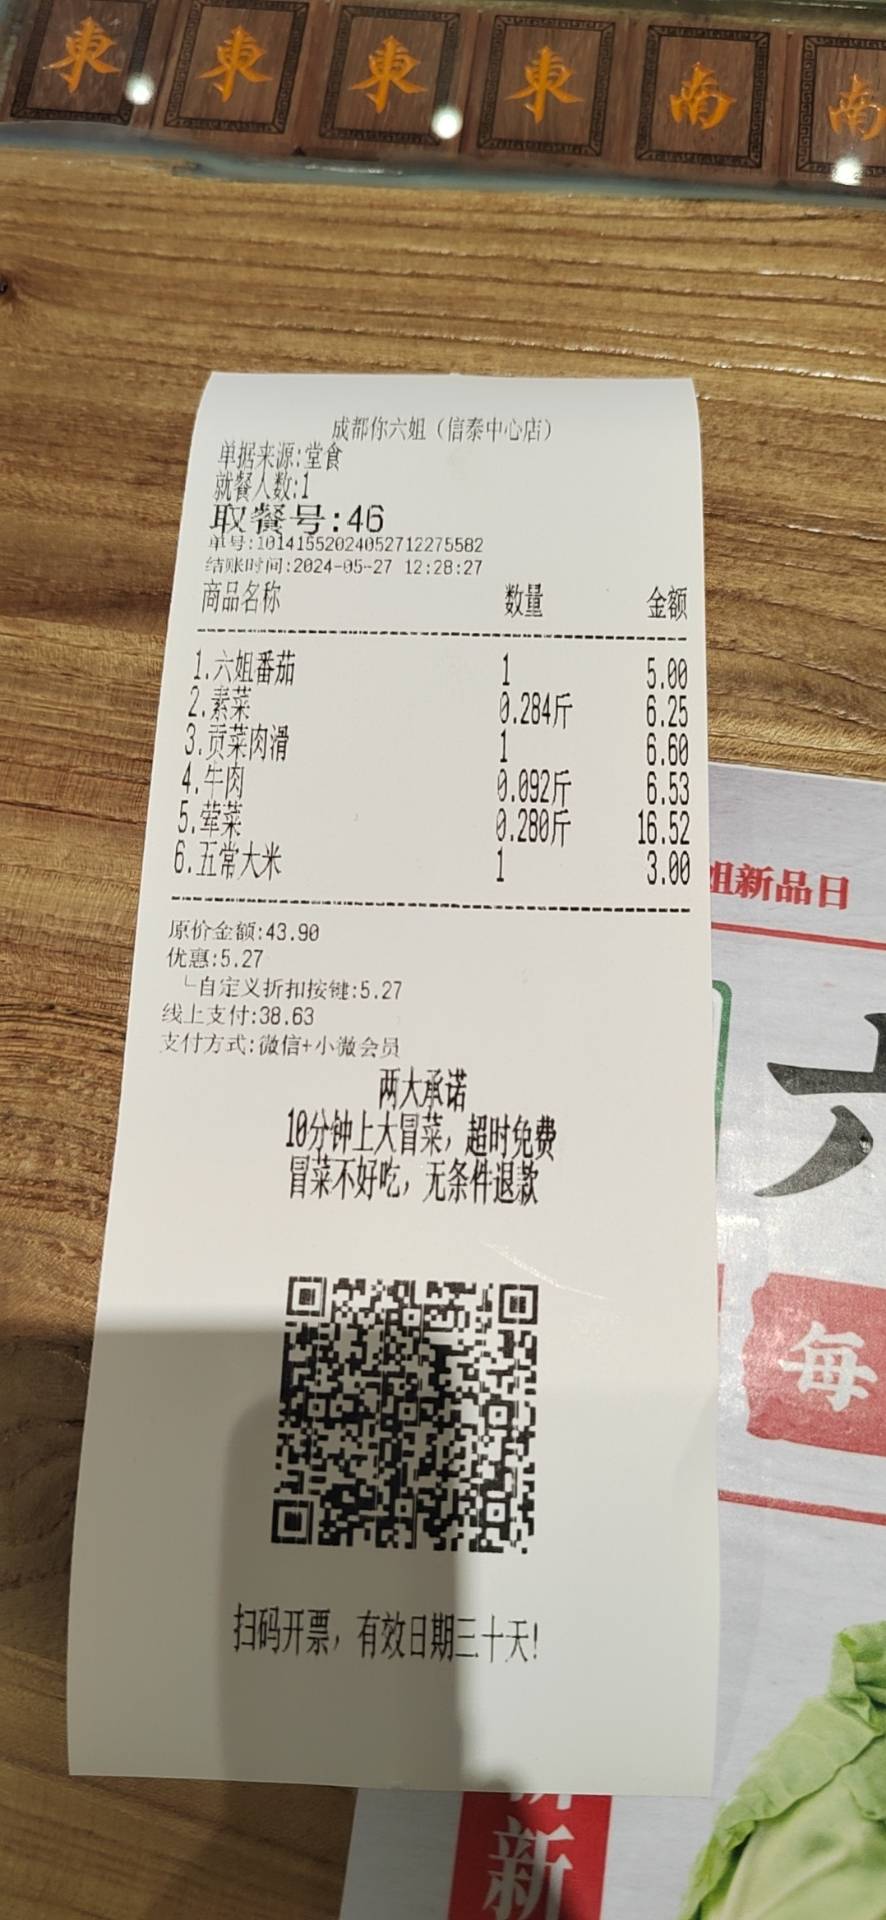 東 東 東 東 南 南
成都你六姐（信泰中心店）
单据来源:堂食
就餐人数:1
取餐号:46
单号:10141552024052712275582
结账时间:2024-05-27 12:28:27
商品名称 数量 金额
1.六姐番茄 1 5.00
2.素菜 0.284斤 6.25
3.贡菜肉滑 1 6.60
4.牛肉 0.092斤 6.53
5.荤菜 0.280斤 16.52
6.五常大米 1 3.00
原价金额:43.90
优惠:5.27
└自定义折扣按键:5.27
线上支付:38.63
支付方式:微信+小微会员
两大承诺
10分钟上大冒菜，超时免费
冒菜不好吃，无条件退款
扫码开票，有效日期三十天!
姐新品日
六
每
新